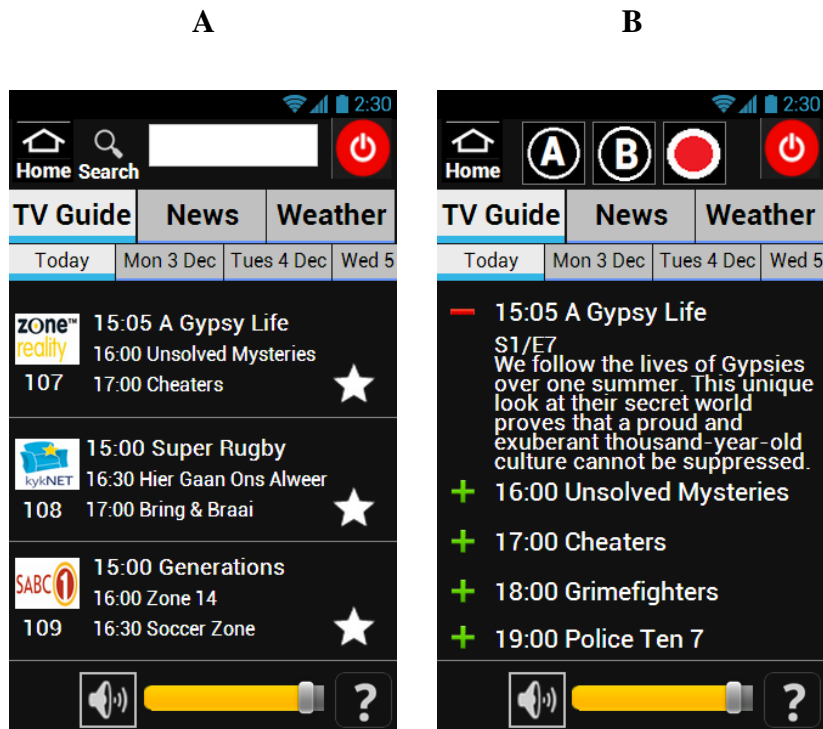 A
2:30
Home Search
TV Guide News Weather
Today Mon 3 Dec Tues 4 Dec Wed 5
zone™
reality
107
15:05 A Gypsy Life
16:00 Unsolved Mysteries
17:00 Cheaters
kykNET
108
15:00 Super Rugby
16:30 Hier Gaan Ons Alweer
17:00 Bring & Braai
SABC 1
109
15:00 Generations
16:00 Zone 14
16:30 Soccer Zone
?
B
2:30
Home A B
TV Guide News Weather
Today Mon 3 Dec Tues 4 Dec Wed 5
15:05 A Gypsy Life
S1/E7
We follow the lives of Gypsies
over one summer. This unique
look at their secret world
proves that a proud and
exuberant thousand-year-old
culture cannot be suppressed.
16:00 Unsolved Mysteries
17:00 Cheaters
18:00 Grimefighters
19:00 Police Ten 7
?